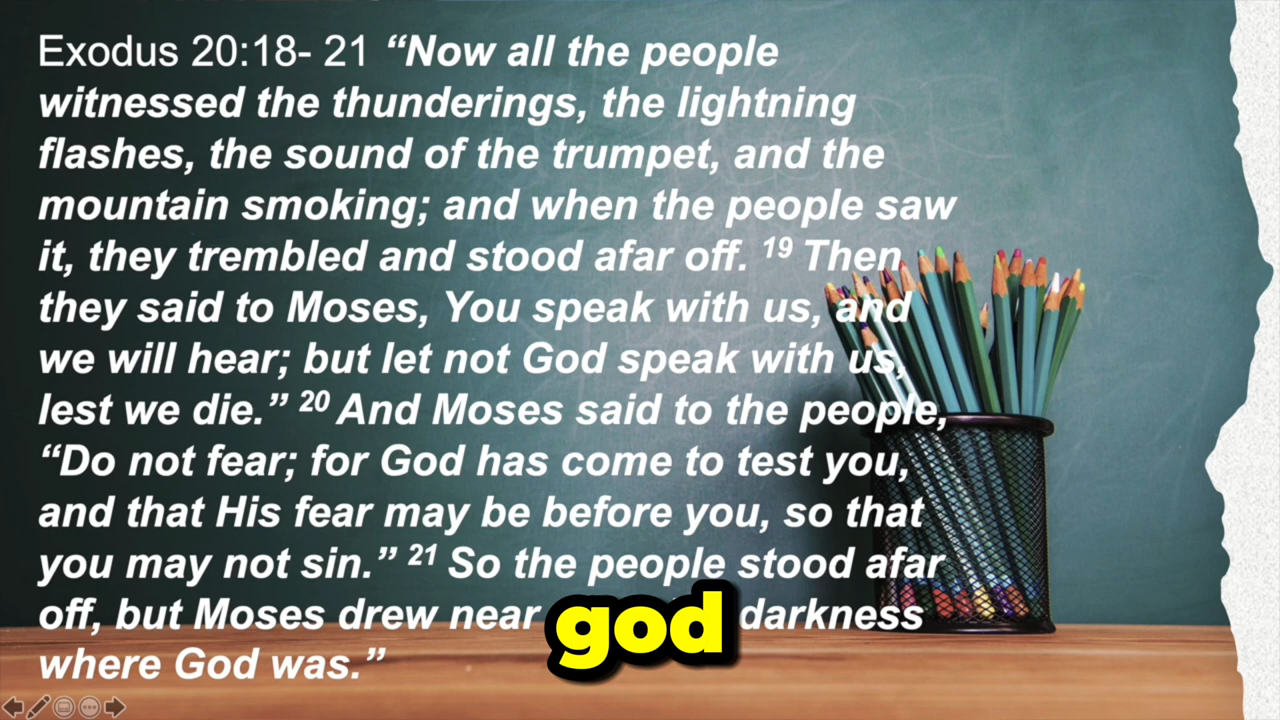 Exodus 20:18- 21 “Now all the people
witnessed the thunderings, the lightning
flashes, the sound of the trumpet, and the
mountain smoking; and when the people saw
it, they trembled and stood afar off. 19 Then
they said to Moses, You speak with us, and
we will hear; but let not God speak with us,
lest we die.” 20 And Moses said to the people,
“Do not fear; for God has come to test you,
and that His fear may be before you, so that
you may not sin.” 21 So the people stood afar
off, but Moses drew near darkness
god
where God was.”